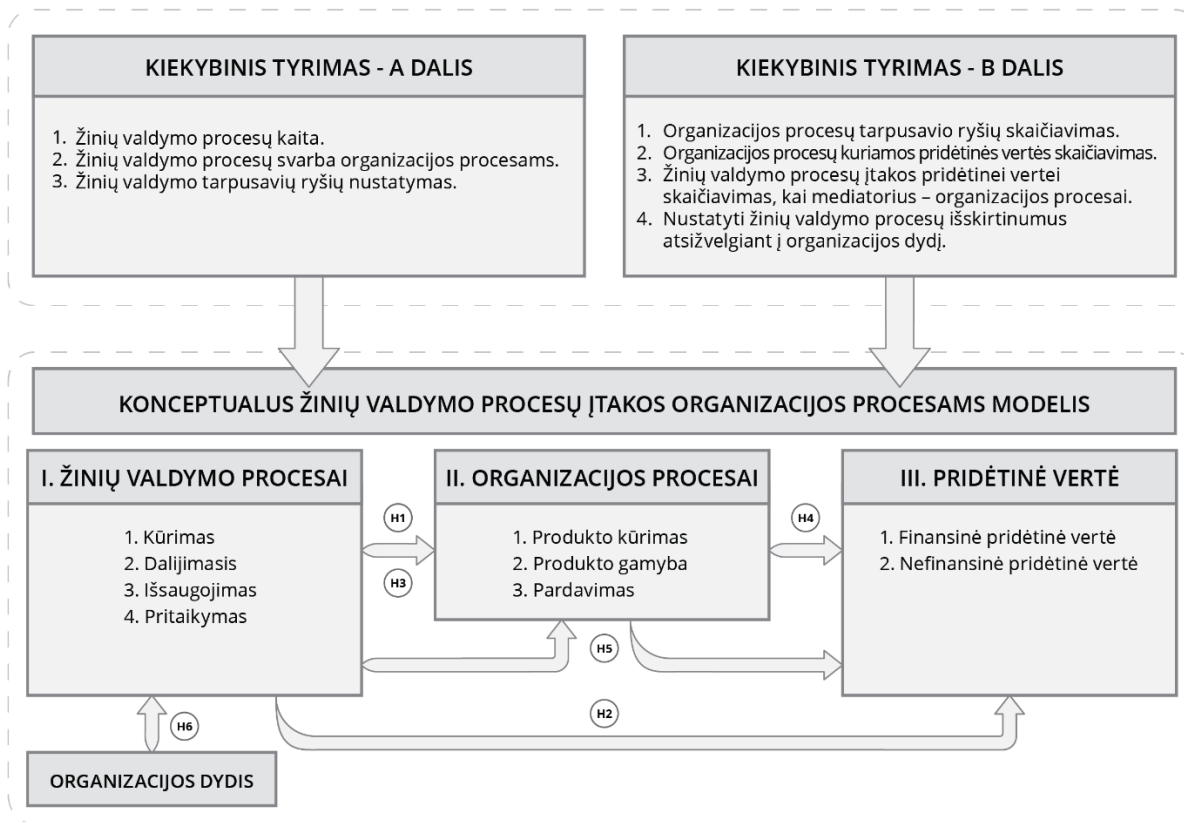 KIEKYBINIS TYRIMAS - A DALIS
1. Žinių valdymo procesų kaita.
2. Žinių valdymo procesų svarba organizacijos procesams.
3. Žinių valdymo tarpusavių ryšių nustatymas.
KIEKYBINIS TYRIMAS - B DALIS
1. Organizacijos procesų tarpusavio ryšių skaičiavimas.
2. Organizacijos procesų kuriamos pridėtinės vertės skaičiavimas.
3. Žinių valdymo procesų įtakos pridėtinei vertei
skaičiavimas, kai mediatorius – organizacijos procesai.
4. Nustatyti žinių valdymo procesų išskirtinumus
atsižvelgiant į organizacijos dydį.
KONCEPTUALUS ŽINIŲ VALDYMO PROCESŲ ĮTAKOS ORGANIZACIJOS PROCESAMS MODELIS
I. ŽINIŲ VALDYMO PROCESAI
1. Kūrimas
2. Dalijimasis
3. Išsaugojimas
4. Pritaikymas
H1
H3
II. ORGANIZACIJOS PROCESAI
1. Produkto kūrimas
2. Produkto gamyba
3. Pardavimas
H4
III. PRIDĖTINĖ VERTĖ
1. Finansinė pridėtinė vertė
2. Nefinansinė pridėtinė vertė
H5
H2
H6
ORGANIZACIJOS DYDIS